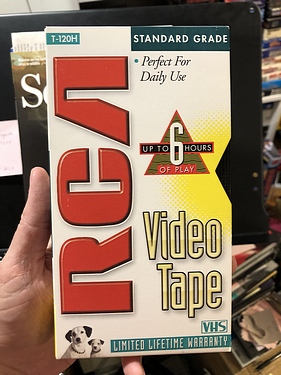 T-120H
STANDARD GRADE
• Perfect For
Daily Use
RCA
UP TO 6 HOURS
OF PLAY
Video
Tape
VHS
LIMITED LIFETIME WARRANTY